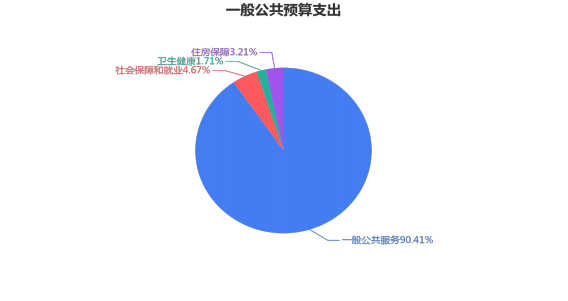 一般公共预算支出
住房保障3.21%
卫生健康1.71%
社会保障和就业4.67%
一般公共服务90.41%